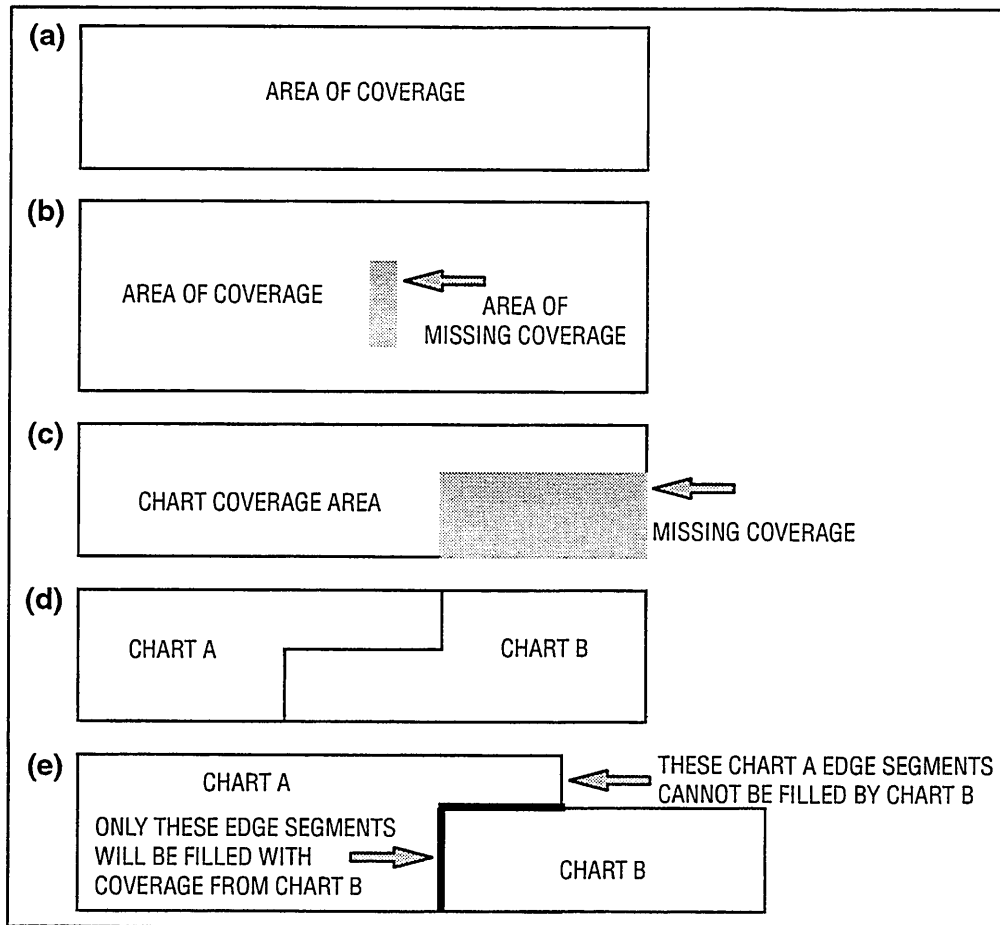 (a)
AREA OF COVERAGE
(b)
AREA OF COVERAGE
AREA OF
MISSING COVERAGE
(c)
CHART COVERAGE AREA
MISSING COVERAGE
(d)
CHART A
CHART B
(e)
CHART A
THESE CHART A EDGE SEGMENTS
CANNOT BE FILLED BY CHART B
ONLY THESE EDGE SEGMENTS
WILL BE FILLED WITH
COVERAGE FROM CHART B
CHART B